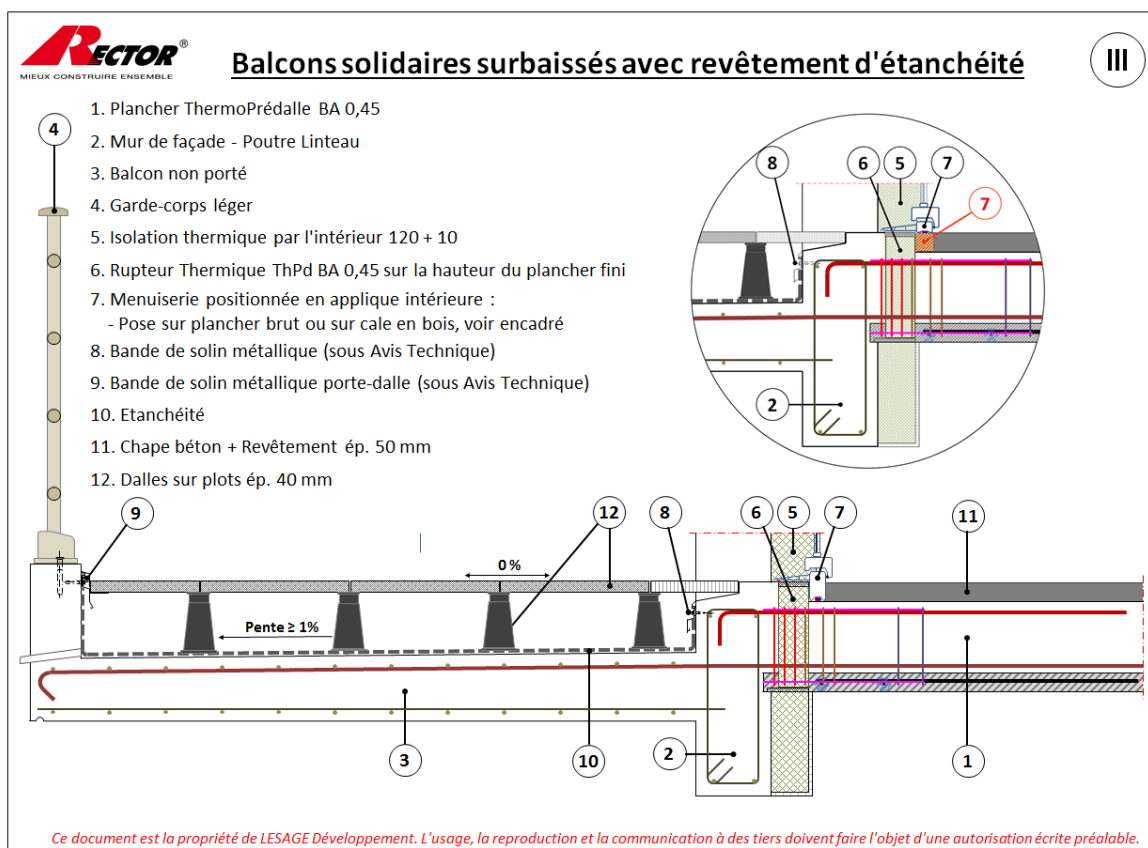 RECTOR®
MIEUX CONSTRUIRE ENSEMBLE
Balcons solidaires surbaissés avec revêtement d'étanchéité
III
1. Plancher ThermoPrédalle BA 0,45
2. Mur de façade - Poutre Linteau
3. Balcon non porté
4. Garde-corps léger
5. Isolation thermique par l'intérieur 120 + 10
6. Rupteur Thermique ThPd BA 0,45 sur la hauteur du plancher fini
7. Menuiserie positionnée en applique intérieure :
- Pose sur plancher brut ou sur cale en bois, voir encadré
8. Bande de solin métallique (sous Avis Technique)
9. Bande de solin métallique porte-dalle (sous Avis Technique)
10. Etanchéité
11. Chape béton + Revêtement ép. 50 mm
12. Dalles sur plots ép. 40 mm
4
8
6
5
7
7
2
9
12
8
6
5
7
11
0 %
Pente ≥ 1%
3
10
2
1
Ce document est la propriété de LESAGE Développement. L'usage, la reproduction et la communication à des tiers doivent faire l'objet d'une autorisation écrite préalable.